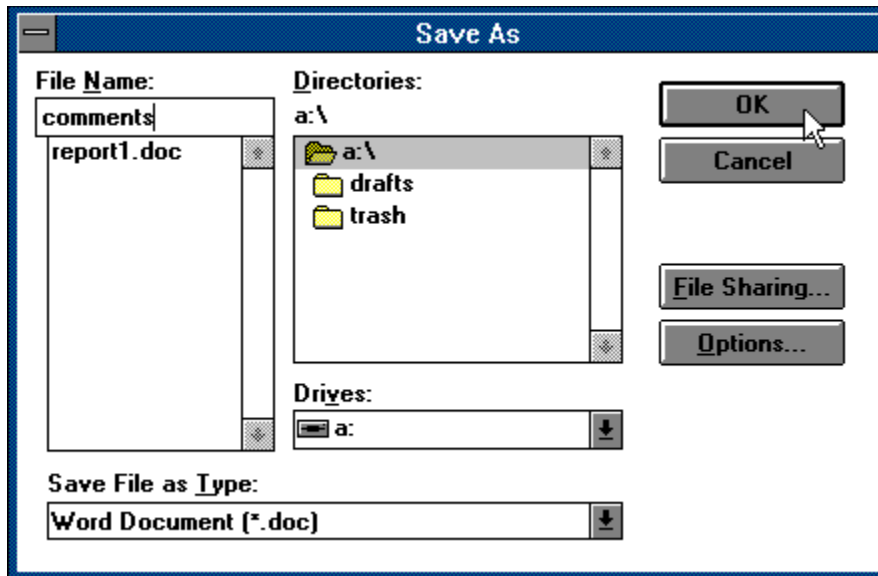 Save As
File Name:
comments
report1.doc
Directories:
a:\
a:\
drafts
trash
Drives:
a:
Save File as Type:
Word Document (*.doc)
OK
Cancel
File Sharing...
Options...